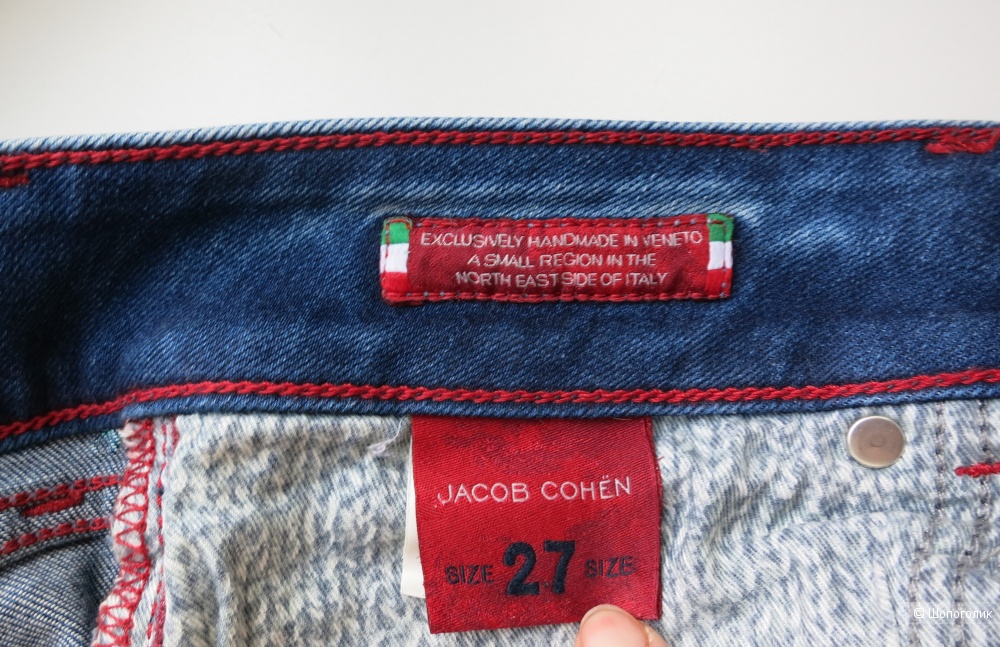 EXCLUSIVELY HANDMADE IN VENETO
A SMALL REGION IN THE
NORTH EAST SIDE OF ITALY
JACOB COHËN
SIZE 27 SIZE
© Шопоголик